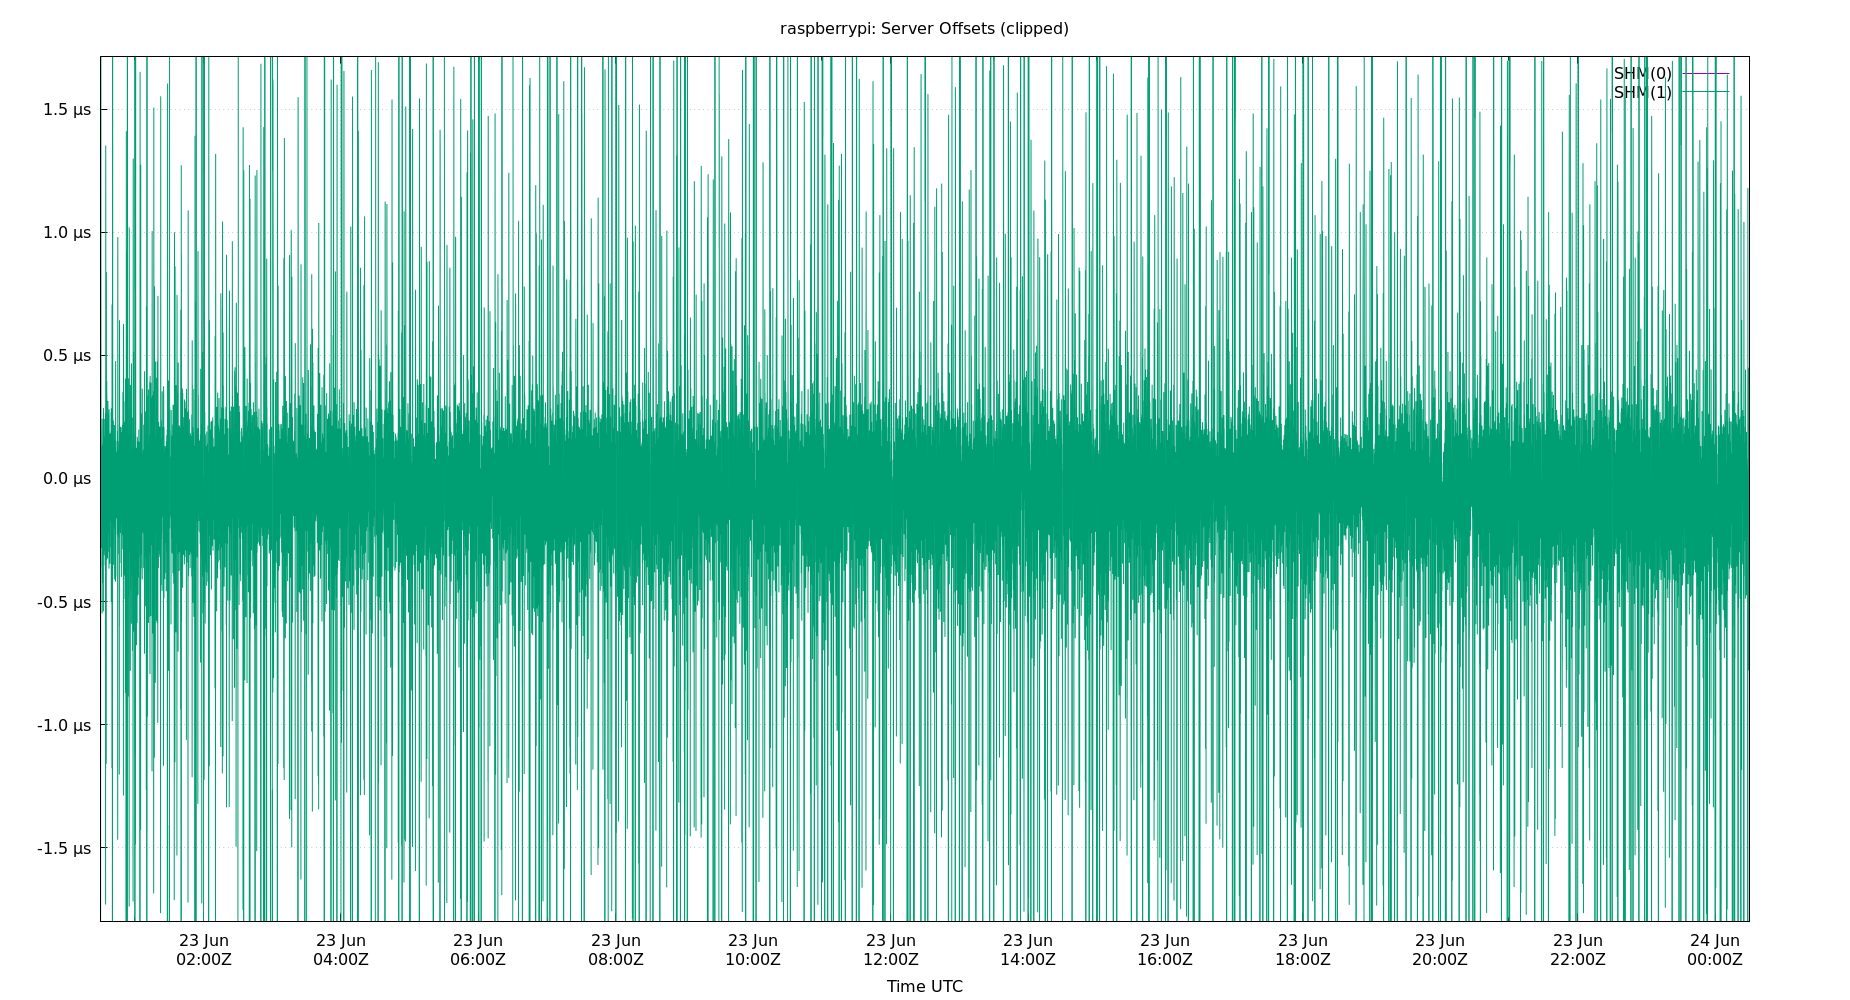 raspberrypi: Server Offsets (clipped)
SHM(0)
SHM(1)
1.5 µs
1.0 µs
0.5 µs
0.0 µs
-0.5 µs
-1.0 µs
-1.5 µs
23 Jun 23 Jun 23 Jun 23 Jun 23 Jun 23 Jun 23 Jun 23 Jun 23 Jun 23 Jun 23 Jun 24 Jun
02:00Z 04:00Z 06:00Z 08:00Z 10:00Z 12:00Z 14:00Z 16:00Z 18:00Z 20:00Z 22:00Z 00:00Z
Time UTC